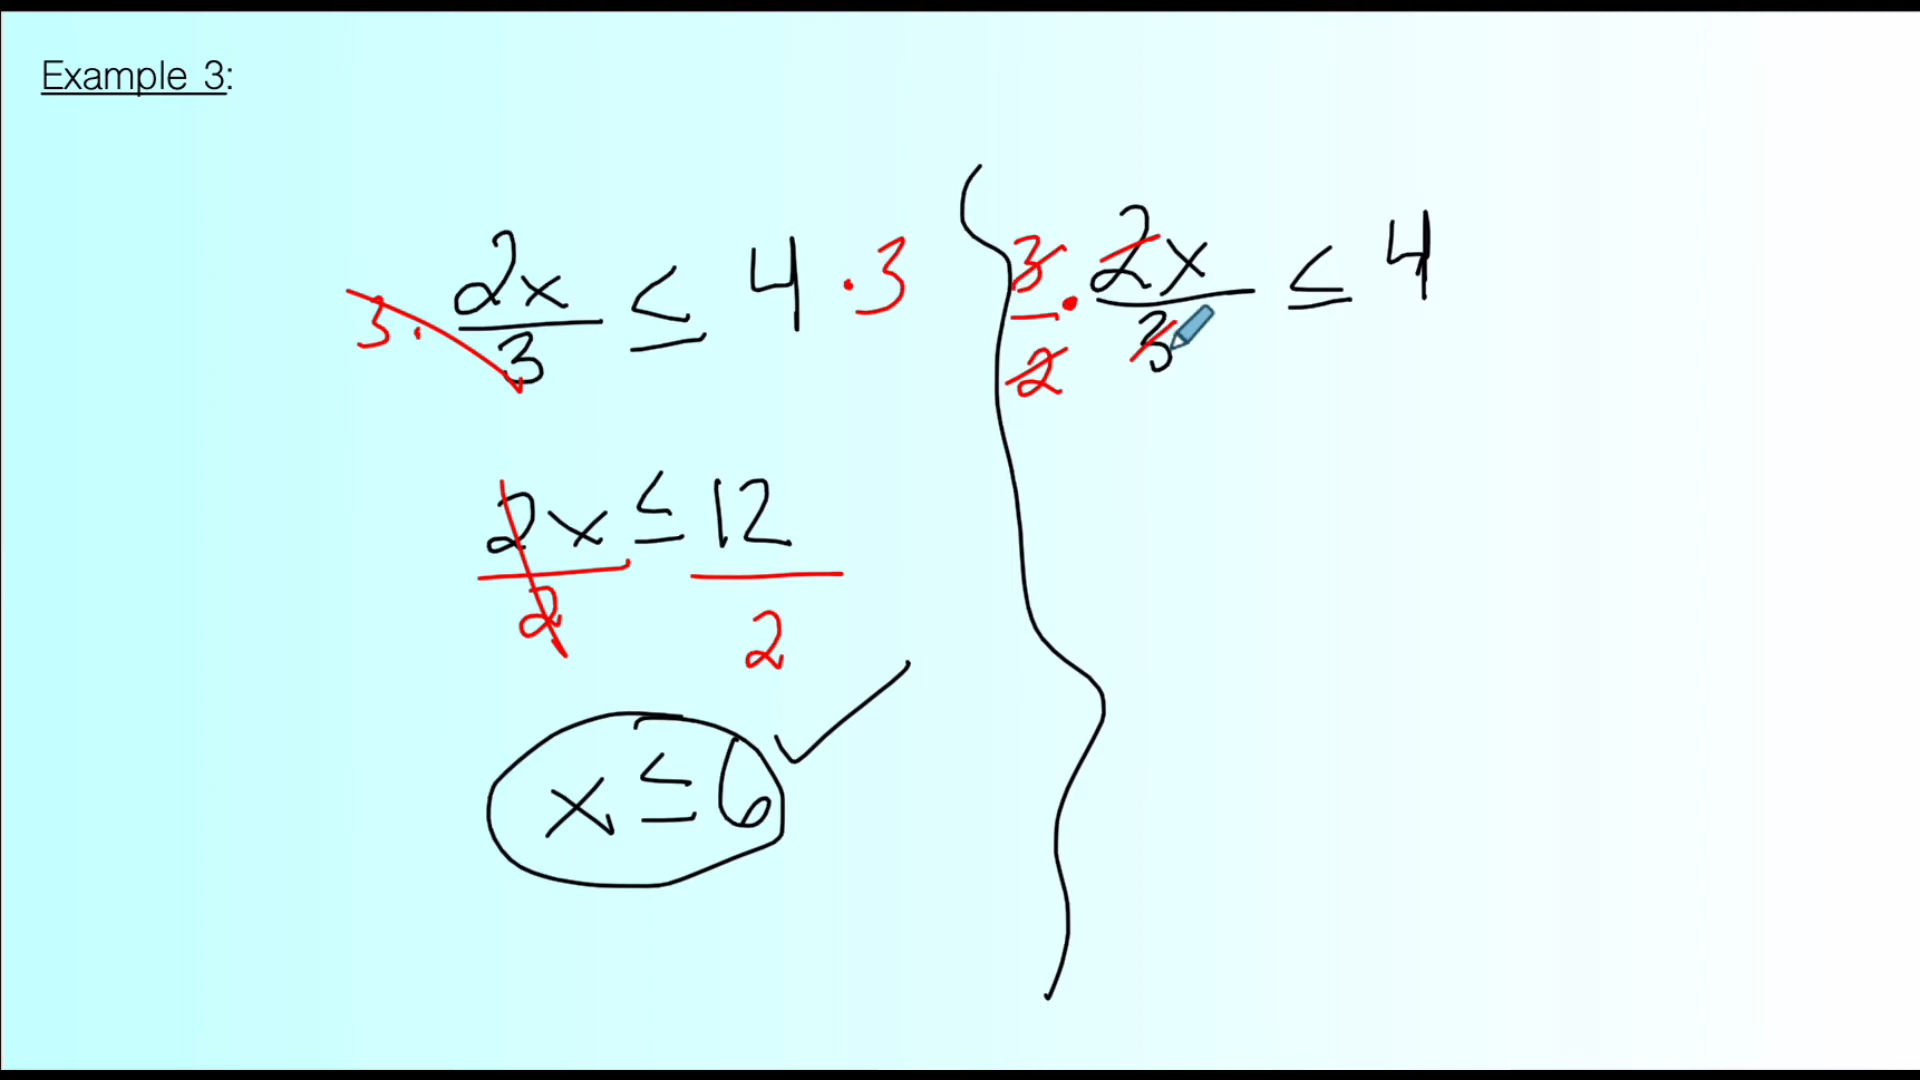 Example 3:
3 · 2x/3 ≤ 4 · 3
2x/2 ≤ 12/2
x ≤ 6
3/2 · 2x/3 ≤ 4